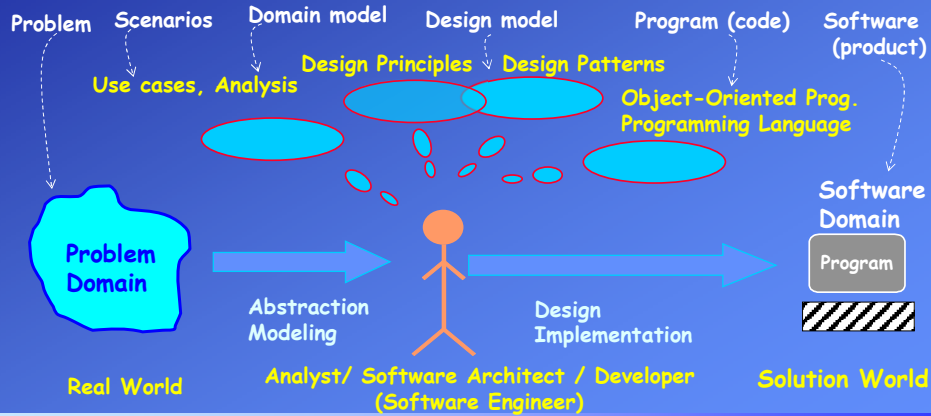 Problem
Scenarios
Domain model
Design model
Program (code)
Software
(product)
Use cases, Analysis
Design Principles
Design Patterns
Object-Oriented Prog.
Programming Language
Problem
Domain
Software
Domain
Program
Abstraction
Modeling
Design
Implementation
Real World
Analyst/ Software Architect / Developer
(Software Engineer)
Solution World